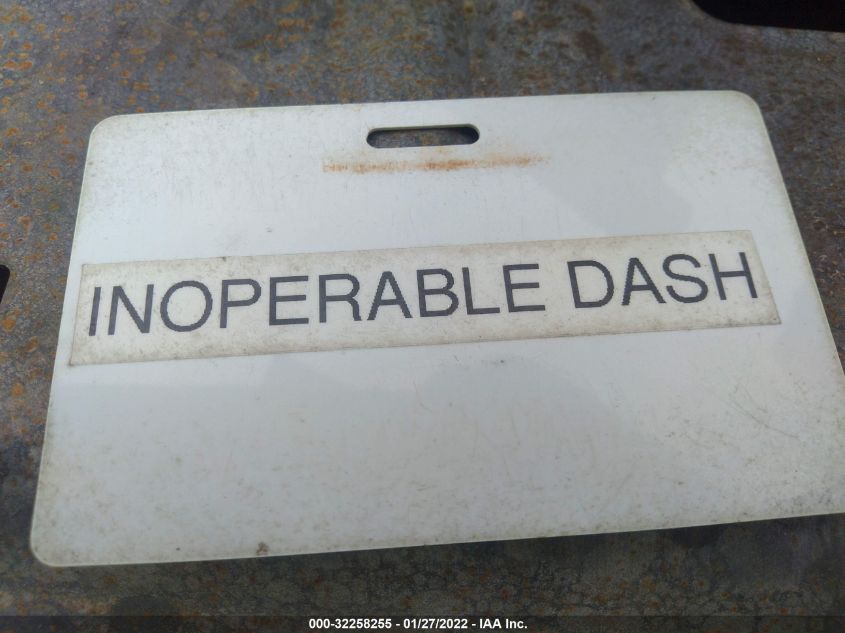 INOPERABLE DASH
000-32258255 - 01/27/2022 - IAA Inc.